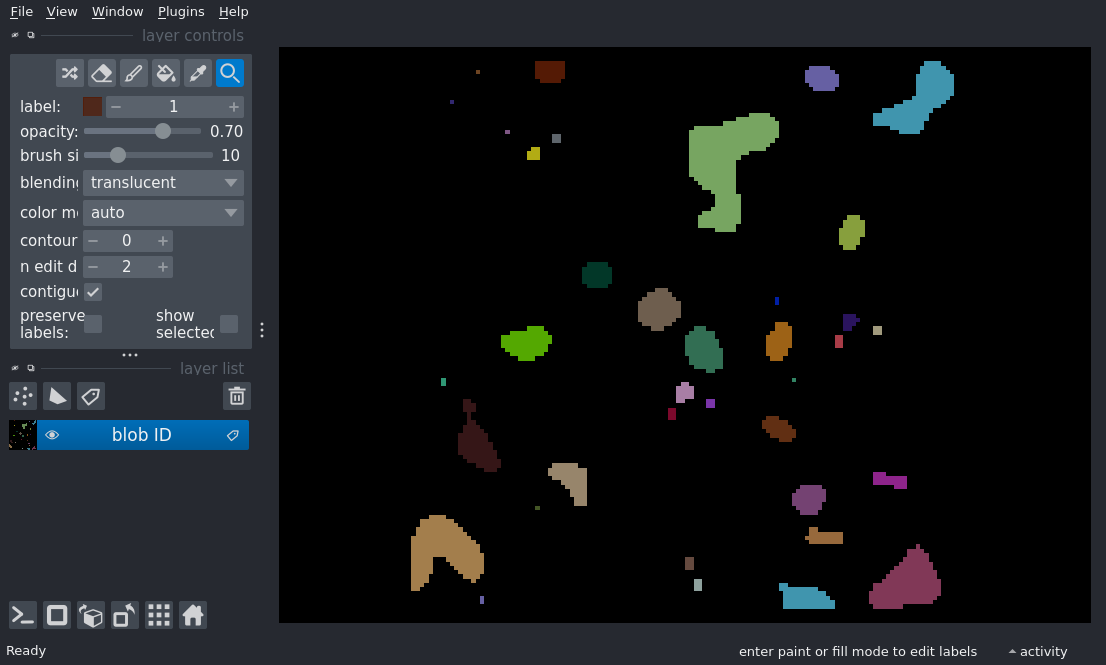 File View Window Plugins Help
layer controls
label: 1
opacity: 0.70
brush si 10
blending translucent
color m auto
contour 0
n edit d 2
contigu
preserve labels: show selected
layer list
blob ID
Ready
enter paint or fill mode to edit labels
activity